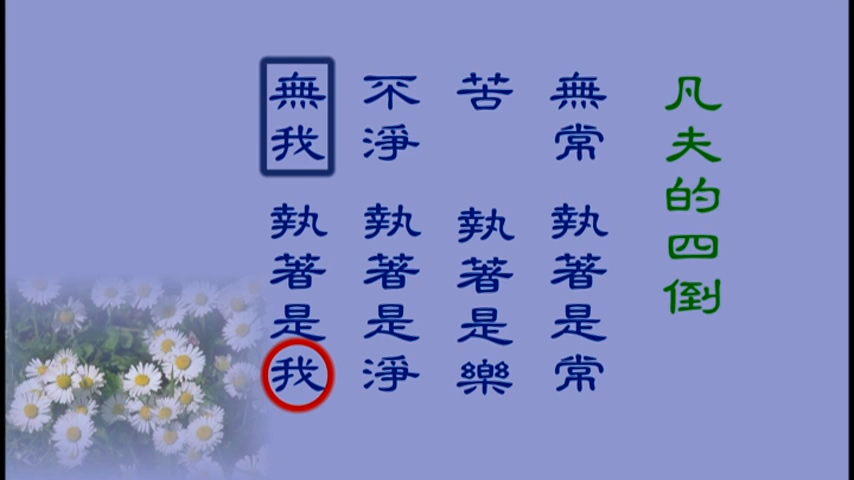 凡夫的四倒
無常 執著是常
苦 執著是樂
不淨 執著是淨
無我 執著是我